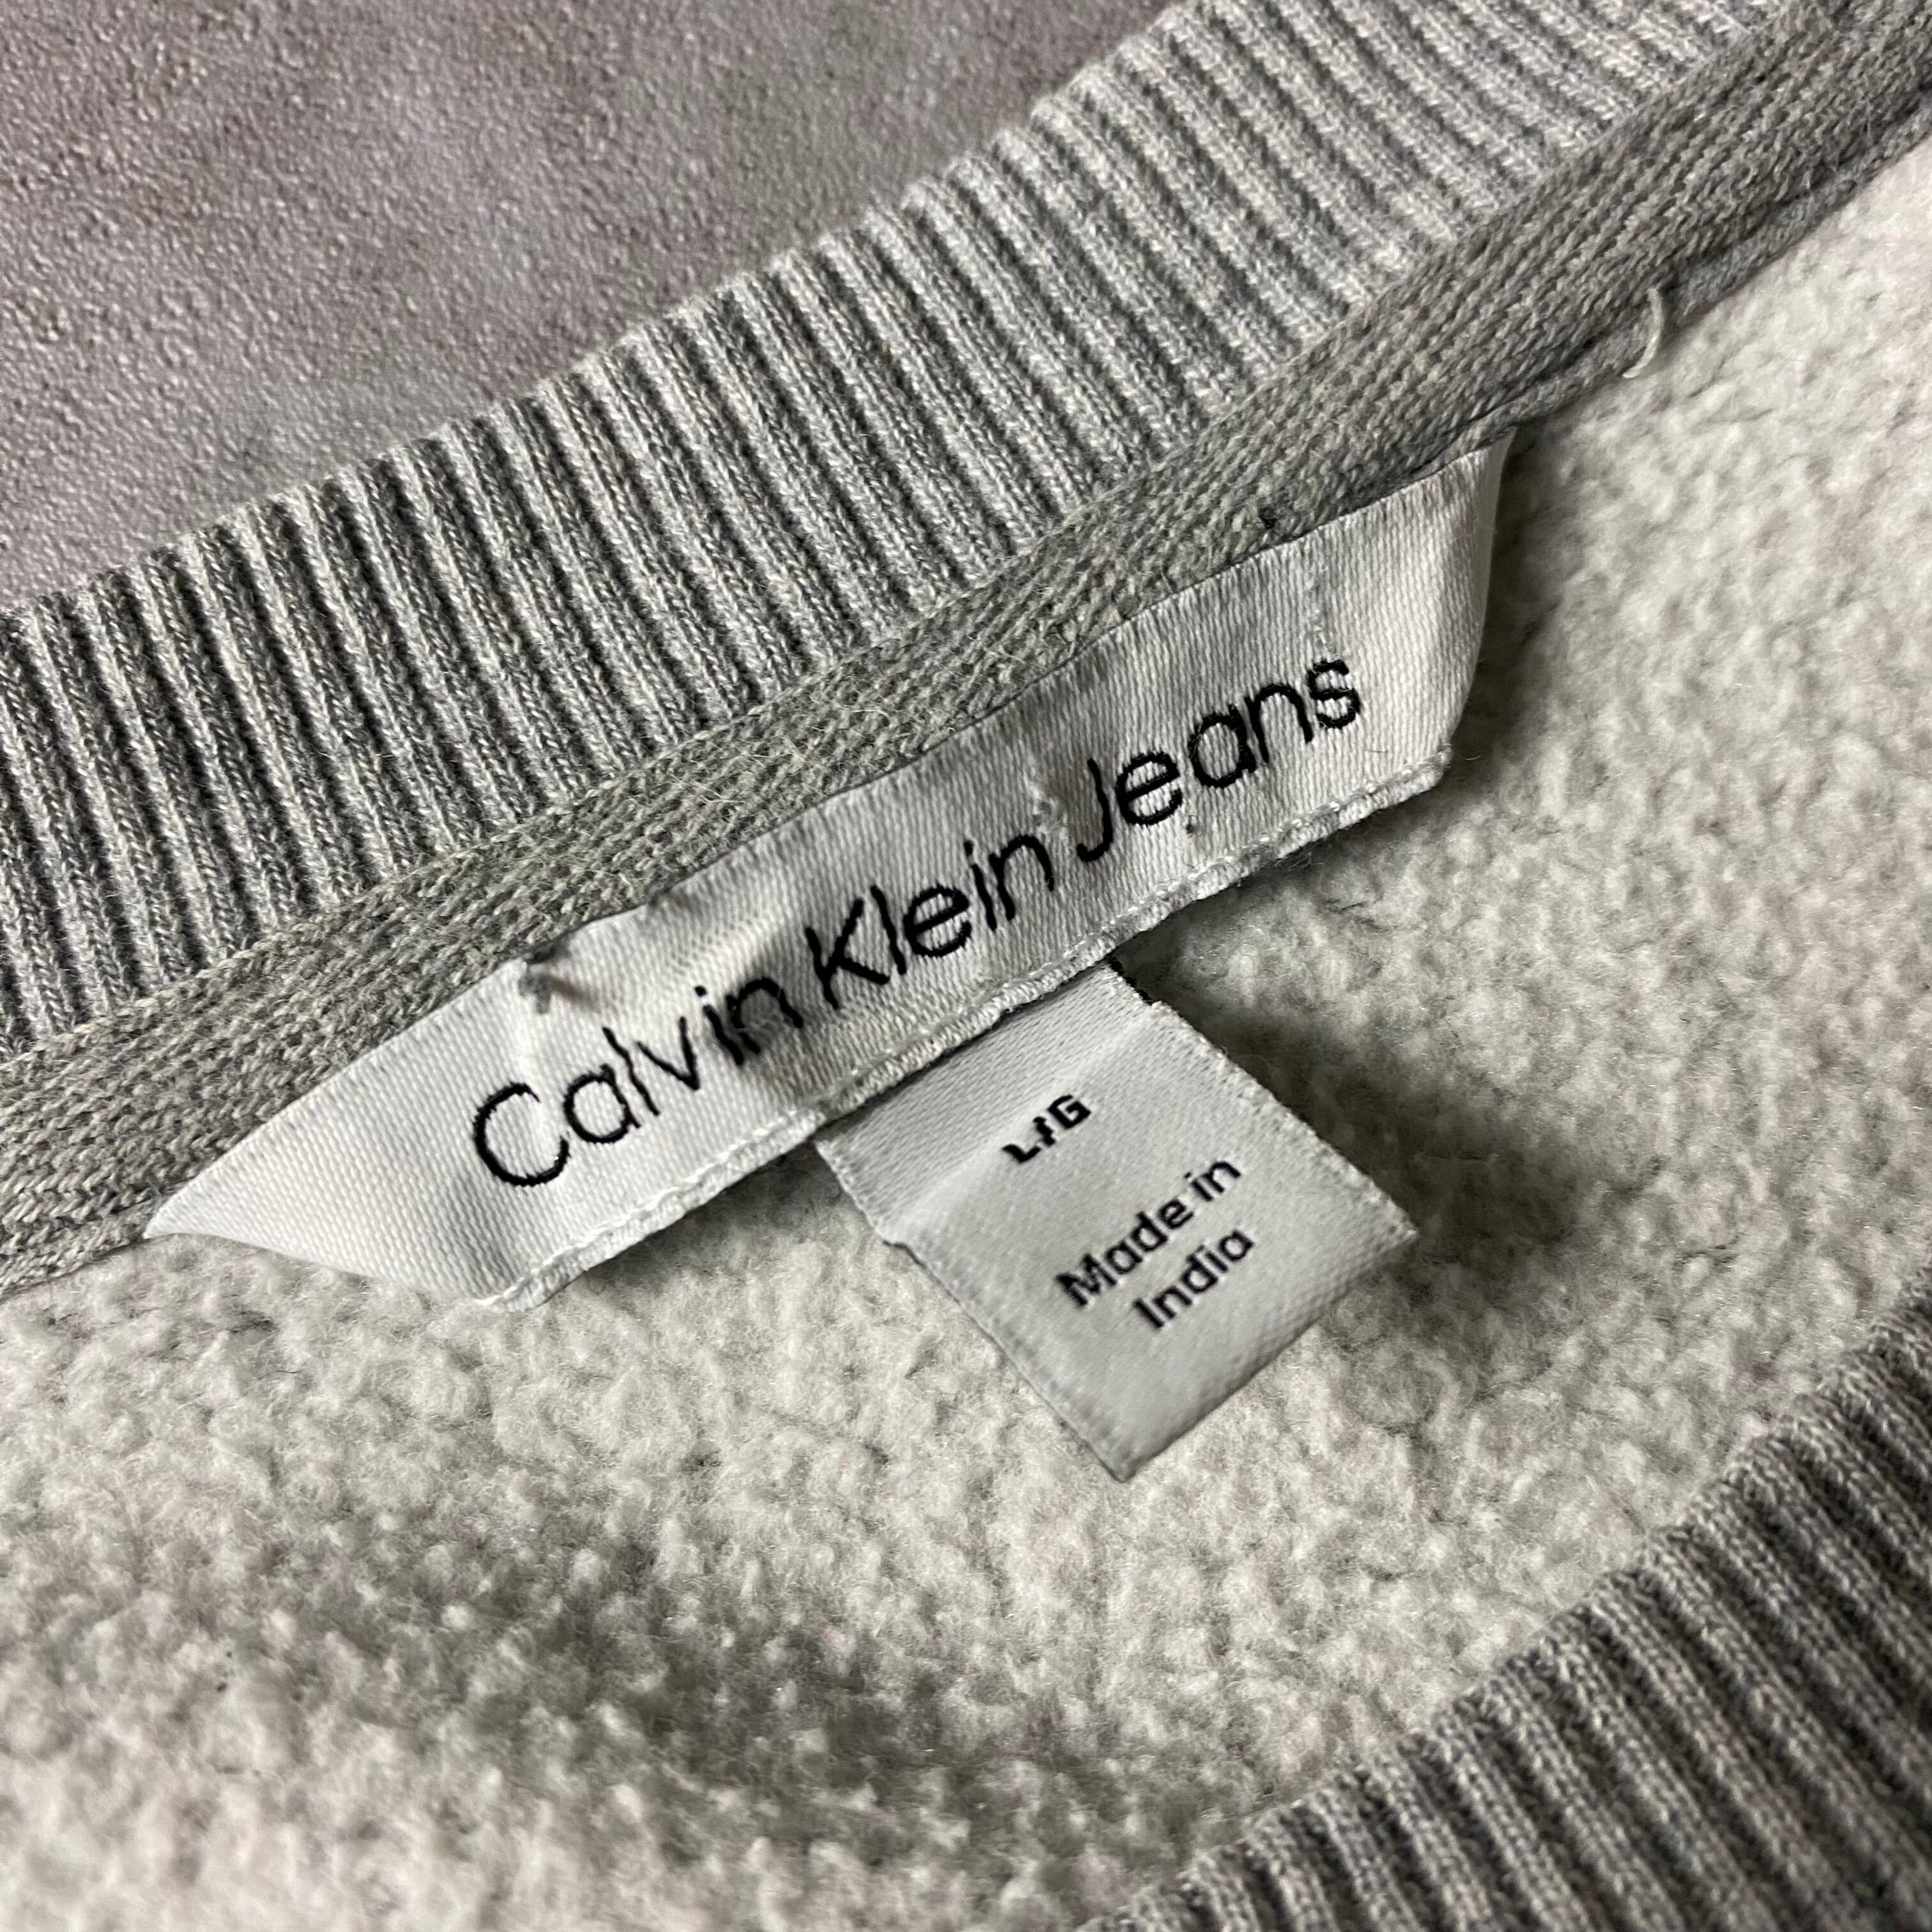 Calvin Klein Jeans
L/G
Made in
India